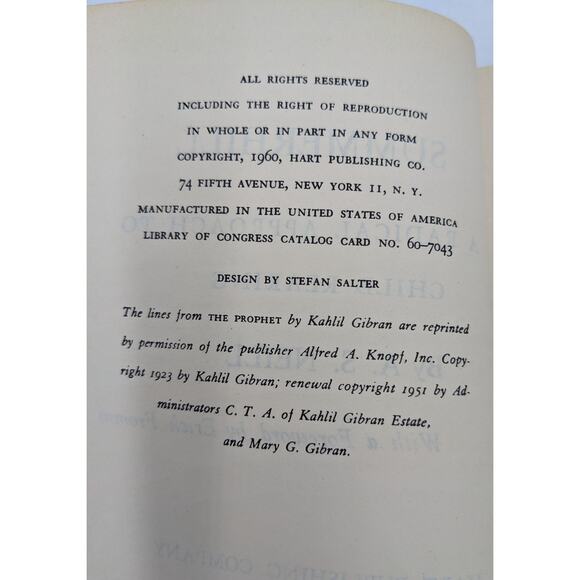 ALL RIGHTS RESERVED
INCLUDING THE RIGHT OF REPRODUCTION
IN WHOLE OR IN PART IN ANY FORM
COPYRIGHT, 1960, HART PUBLISHING CO.
74 FIFTH AVENUE, NEW YORK 11, N. Y.
MANUFACTURED IN THE UNITED STATES OF AMERICA
LIBRARY OF CONGRESS CATALOG CARD NO. 60-7043
DESIGN BY STEFAN SALTER
The lines from THE PROPHET by Kahlil Gibran are reprinted
by permission of the publisher Alfred A. Knopf, Inc. Copy-
right 1923 by Kahlil Gibran; renewal copyright 1951 by Ad-
ministrators C. T. A. of Kahlil Gibran Estate,
and Mary G. Gibran.